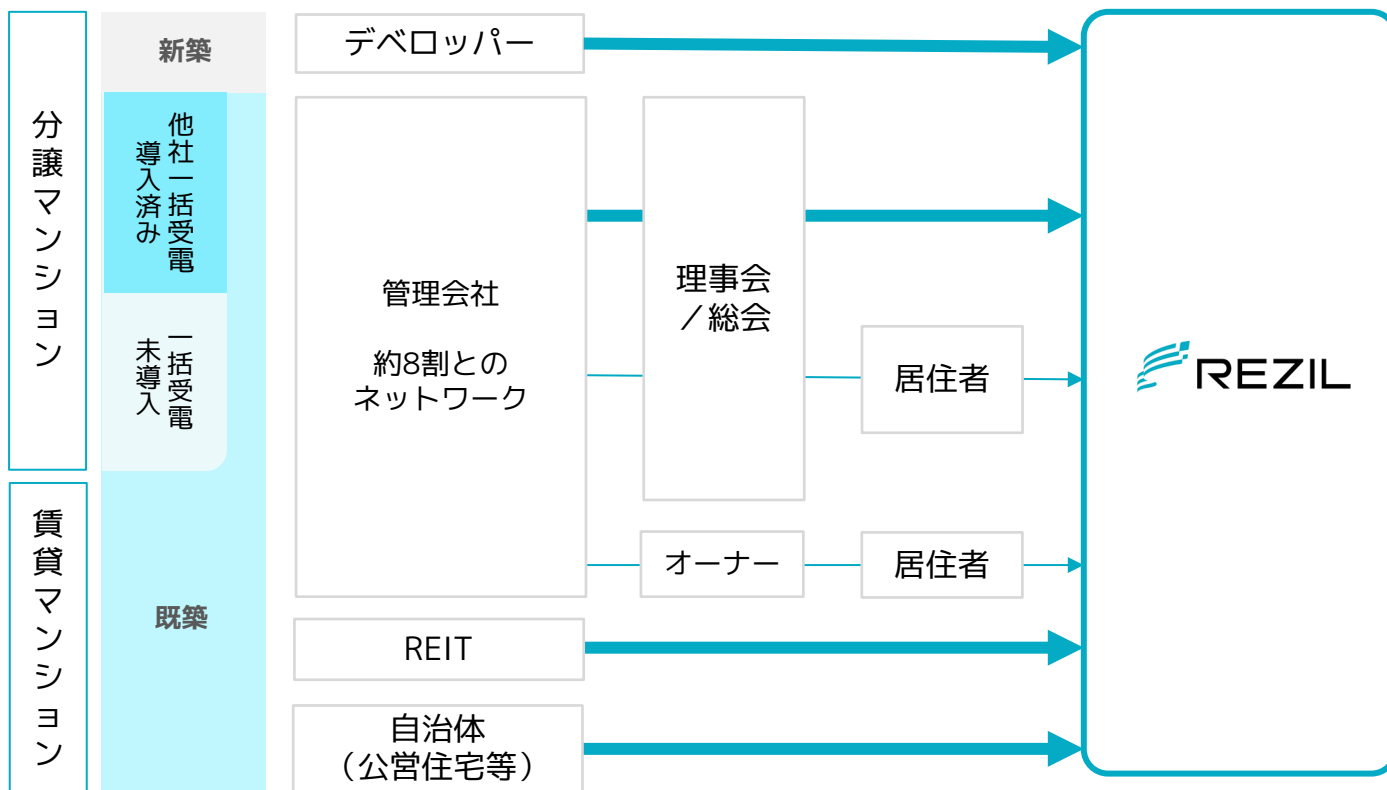 分譲マンション
新築
デベロッパー
他社一括受電
導入済み
管理会社
約8割との
ネットワーク
理事会
／総会
一括受電
未導入
居住者
REZIL
賃貸マンション
既築
オーナー
居住者
REIT
自治体
（公営住宅等）